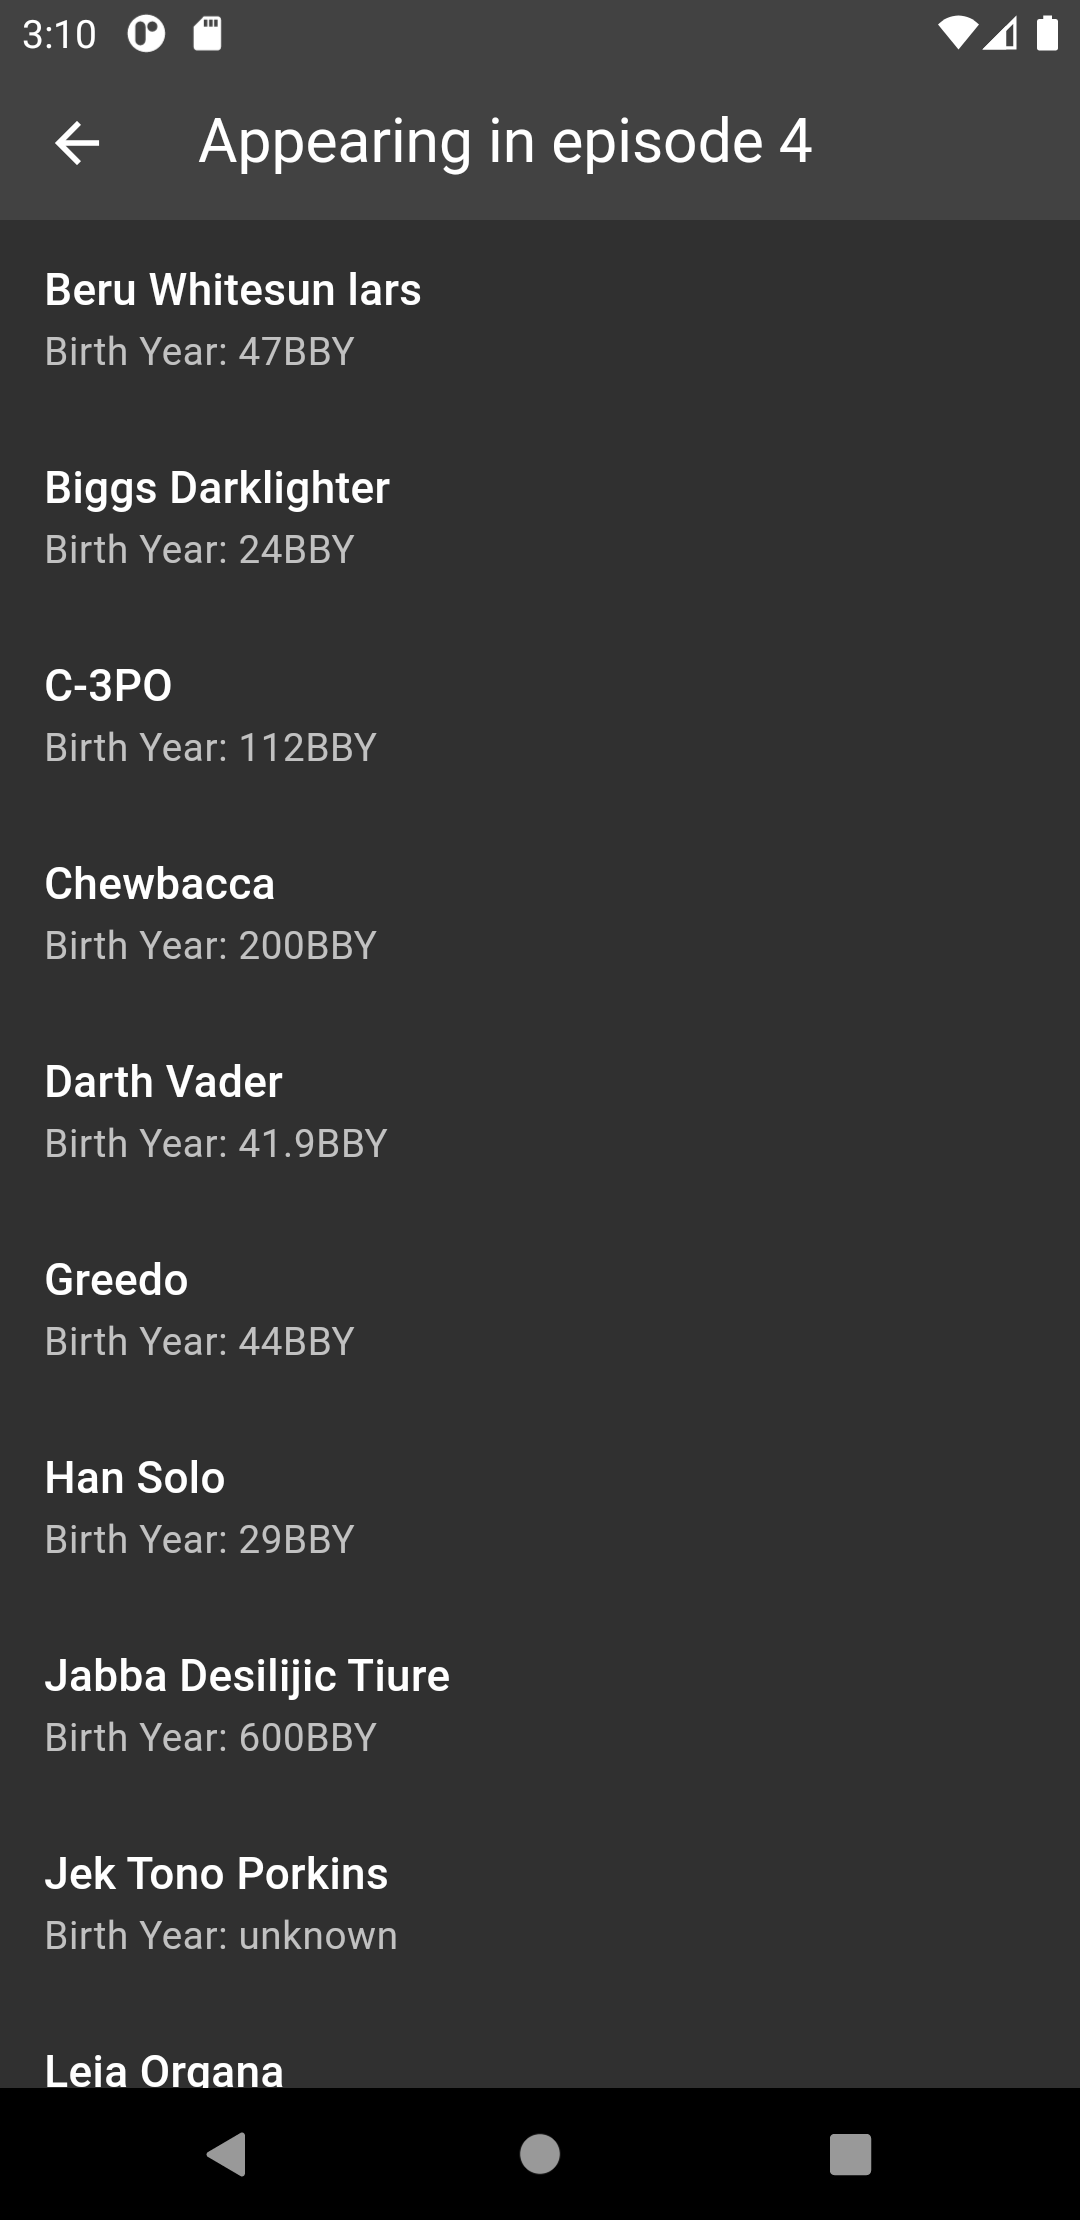 3:10
Appearing in episode 4
Beru Whitesun lars
Birth Year: 47BBY
Biggs Darklighter
Birth Year: 24BBY
C-3PO
Birth Year: 112BBY
Chewbacca
Birth Year: 200BBY
Darth Vader
Birth Year: 41.9BBY
Greedo
Birth Year: 44BBY
Han Solo
Birth Year: 29BBY
Jabba Desilijic Tiure
Birth Year: 600BBY
Jek Tono Porkins
Birth Year: unknown
Leia Organa